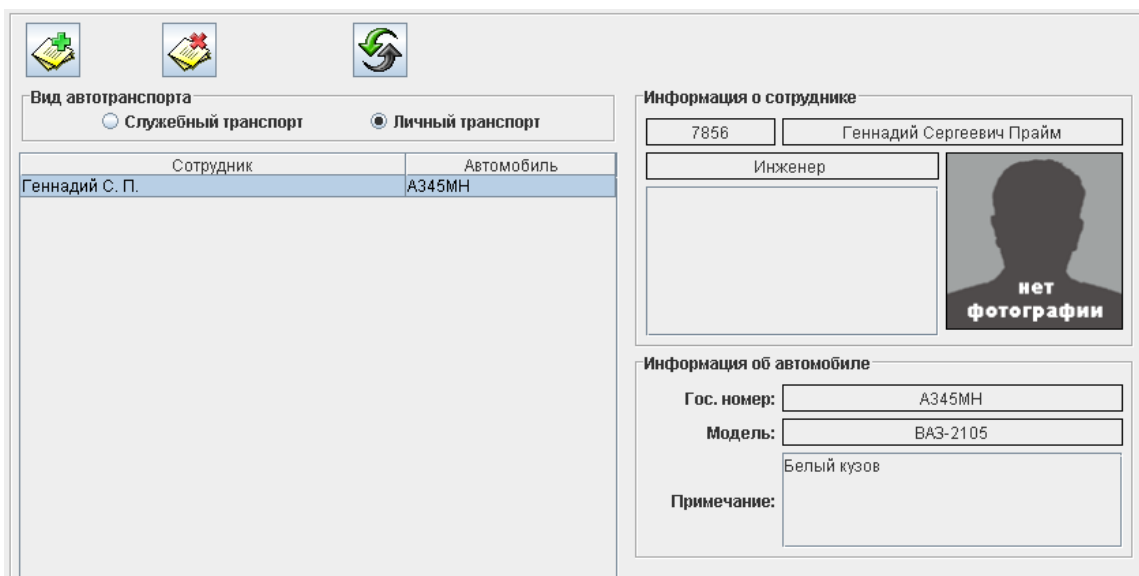 Вид автотранспорта
Служебный транспорт Личный транспорт
Сотрудник Автомобиль
Геннадий С. П. А345МН
Информация о сотруднике
7856 Геннадий Сергеевич Прайм
Инженер
нет
фотографии
Информация об автомобиле
Гос. номер: А345МН
Модель: ВАЗ-2105
Примечание: Белый кузов